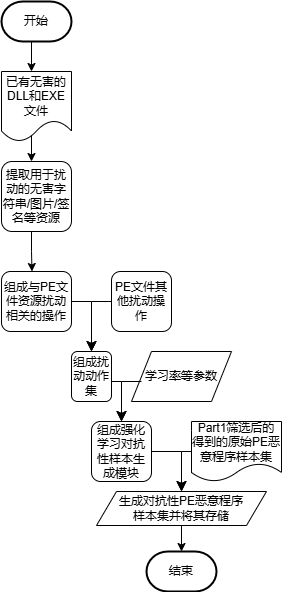 开始
已有无害的
DLL和EXE
文件
提取用于扰
动的无害字
符串/图片/签
名等资源
组成与PE文
件资源扰动
相关的操作
PE文件其
他扰动操
作
组成扰
动动作
集
学习率等参数
组成强化
学习对抗
性样本生
成模块
Part1筛选后的
得到的原始PE恶
意程序样本集
生成对抗性PE恶意程序
样本集并将其存储
结束